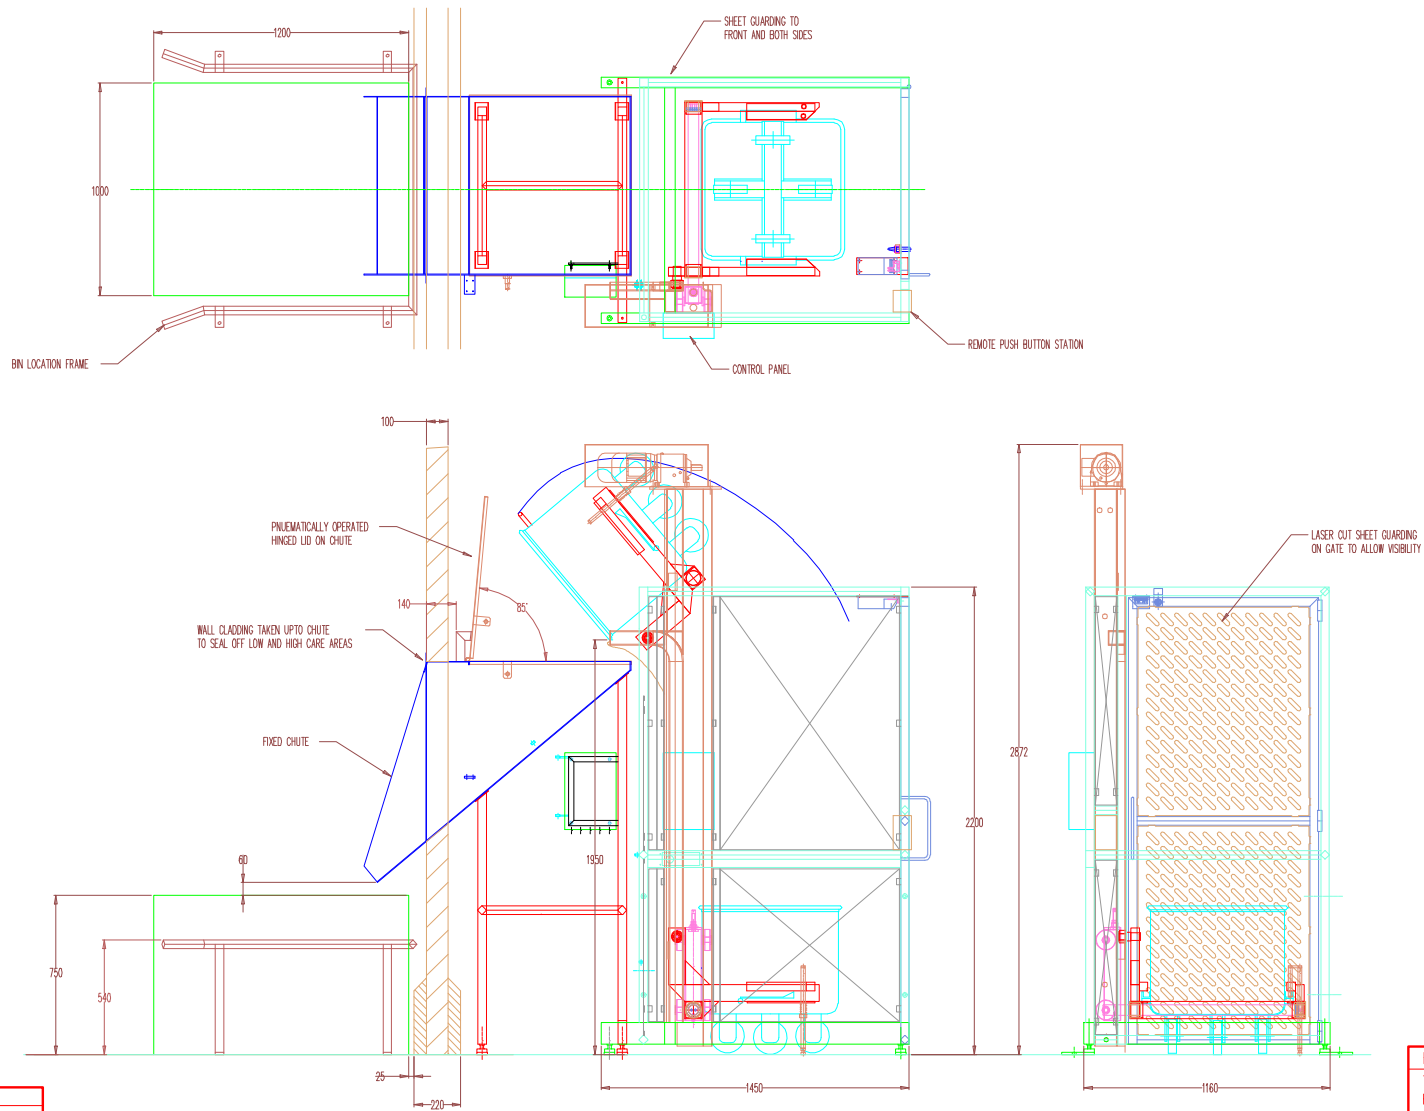 1200
SHEET GUARDING TO
FRONT AND BOTH SIDES
1000
BIN LOCATION FRAME
REMOTE PUSH BUTTON STATION
CONTROL PANEL
100
PNUEMATICALLY OPERATED
HINGED LID ON CHUTE
LASER CUT SHEET GUARDING
ON GATE TO ALLOW VISIBILITY
140
85°
WALL CLADDING TAKEN UPTO CHUTE
TO SEAL OFF LOW AND HIGH CARE AREAS
FIXED CHUTE
2872
2200
1950
60
750
540
25
220
1450
1160